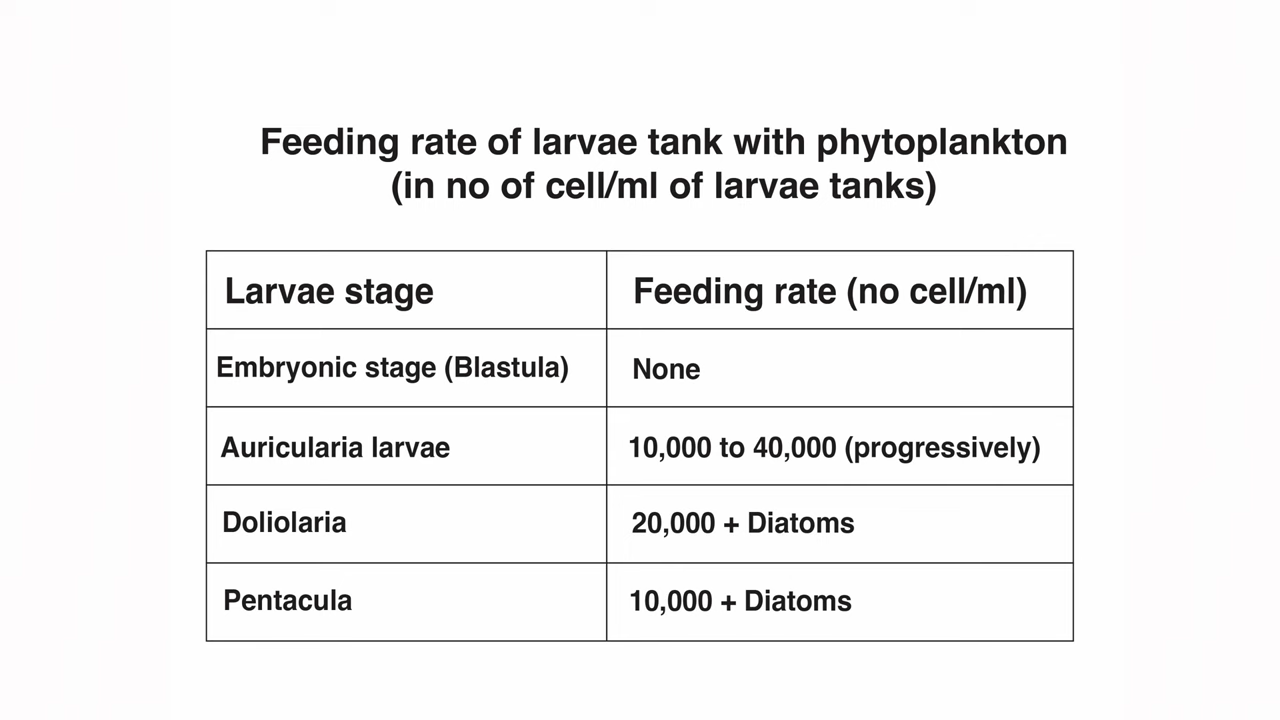 Feeding rate of larvae tank with phytoplankton
(in no of cell/ml of larvae tanks)
Larvae stage Feeding rate (no cell/ml)
Embryonic stage (Blastula) None
Auricularia larvae 10,000 to 40,000 (progressively)
Doliolaria 20,000 + Diatoms
Pentacula 10,000 + Diatoms